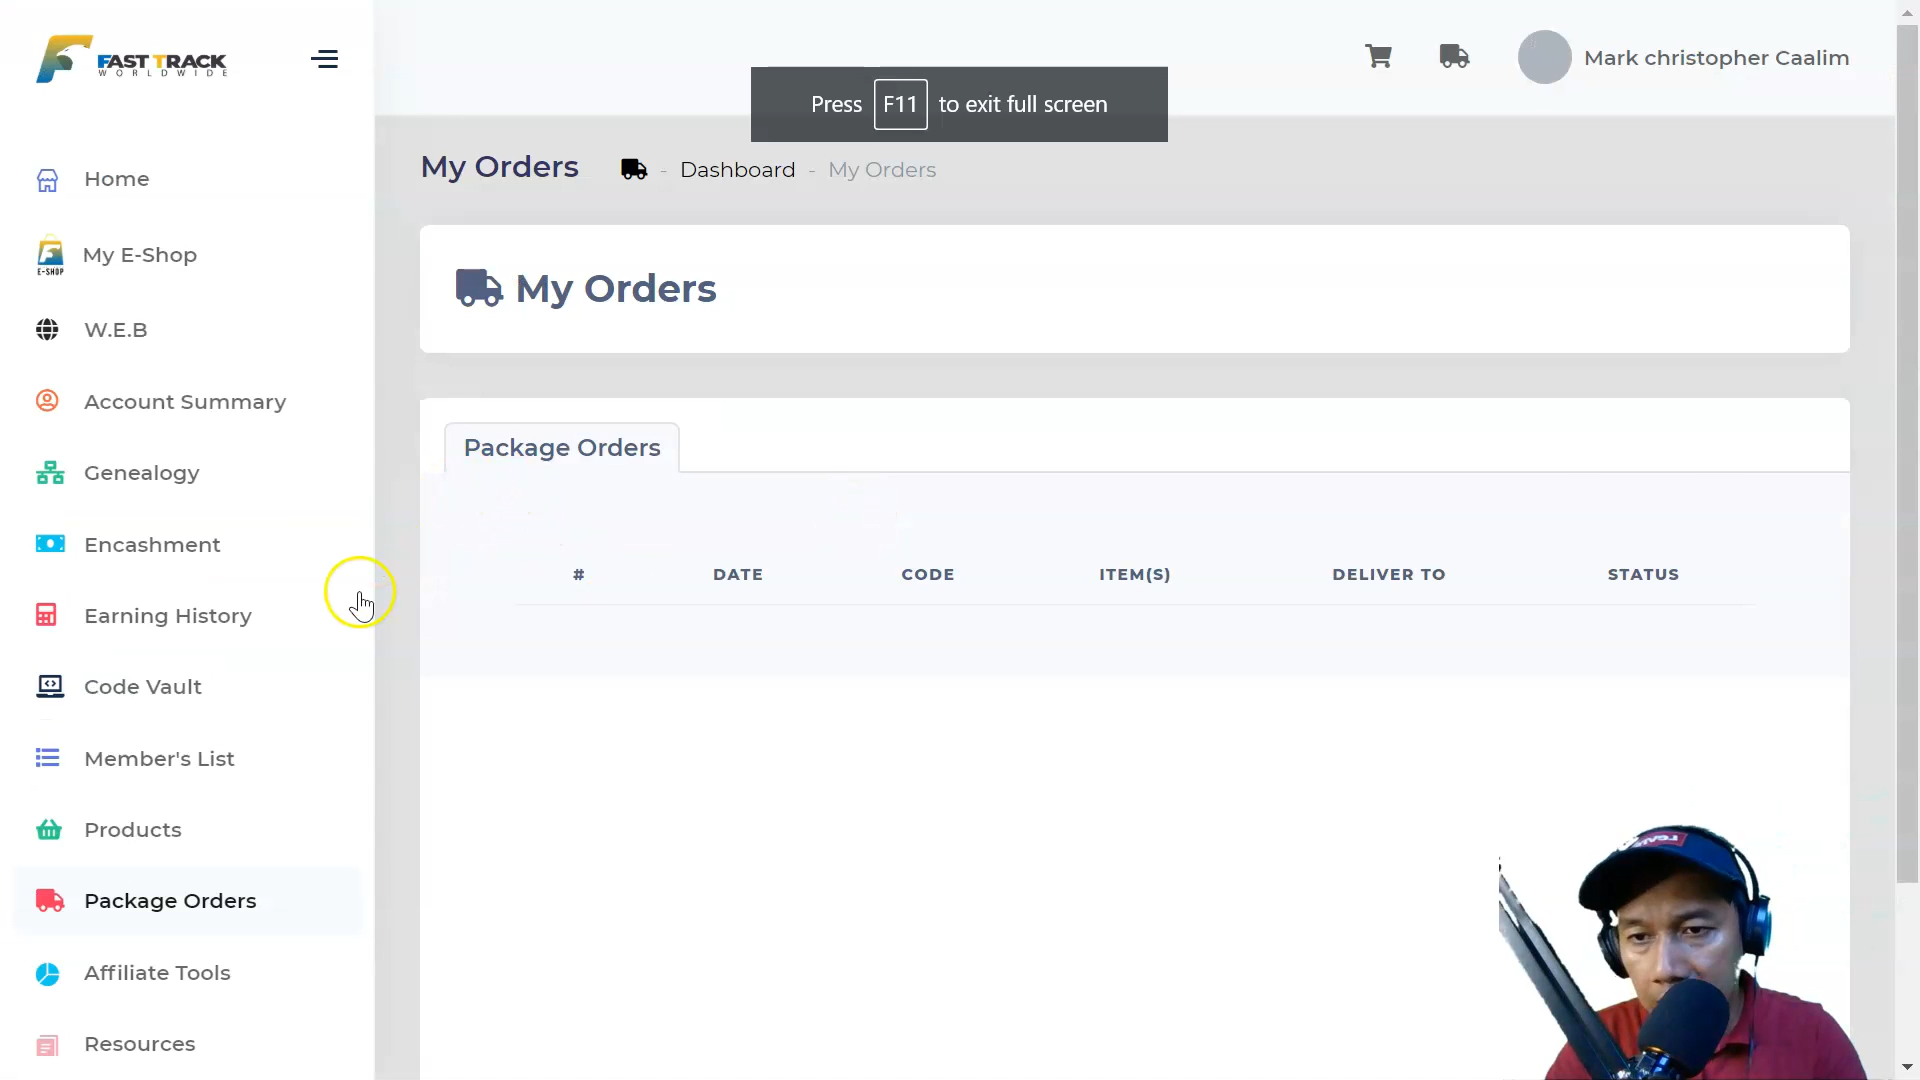 FAST TRACK
WORLDWIDE
Mark christopher Caalim
Press F11 to exit full screen
My Orders - Dashboard - My Orders
Home
My E-Shop
E-SHOP
W.E.B
Account Summary
Genealogy
Encashment
Earning History
Code Vault
Member's List
Products
Package Orders
Affiliate Tools
Resources
My Orders
Package Orders
# DATE CODE ITEM(S) DELIVER TO STATUS